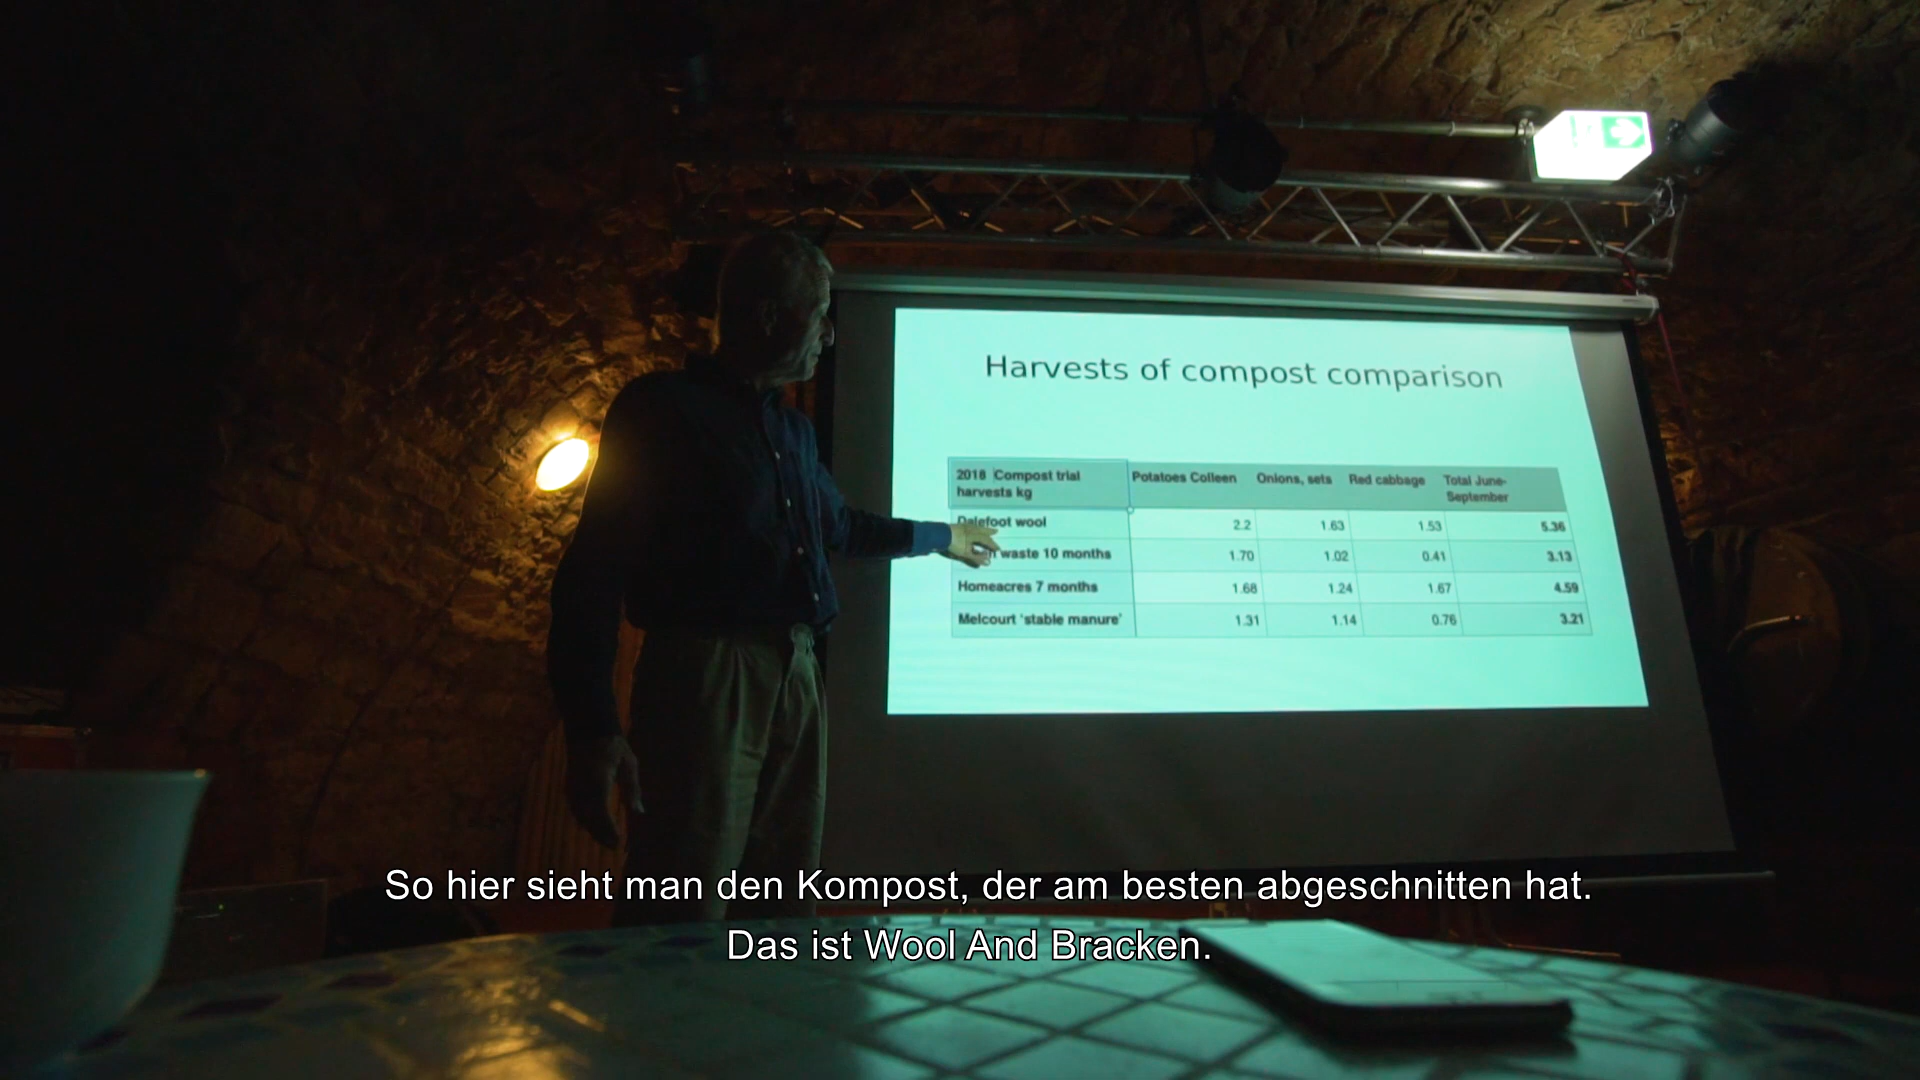 Harvests of compost comparison
2018 Compost trial harvests kg Potatoes Colleen Onions, sets Red cabbage Total June-September
Dalefoot wool 2.2 1.63 1.53 5.36
waste 10 months 1.70 1.02 0.41 3.13
Homeacres 7 months 1.68 1.24 1.67 4.59
Melcourt ‘stable manure’ 1.31 1.14 0.76 3.21
So hier sieht man den Kompost, der am besten abgeschnitten hat.
Das ist Wool And Bracken.